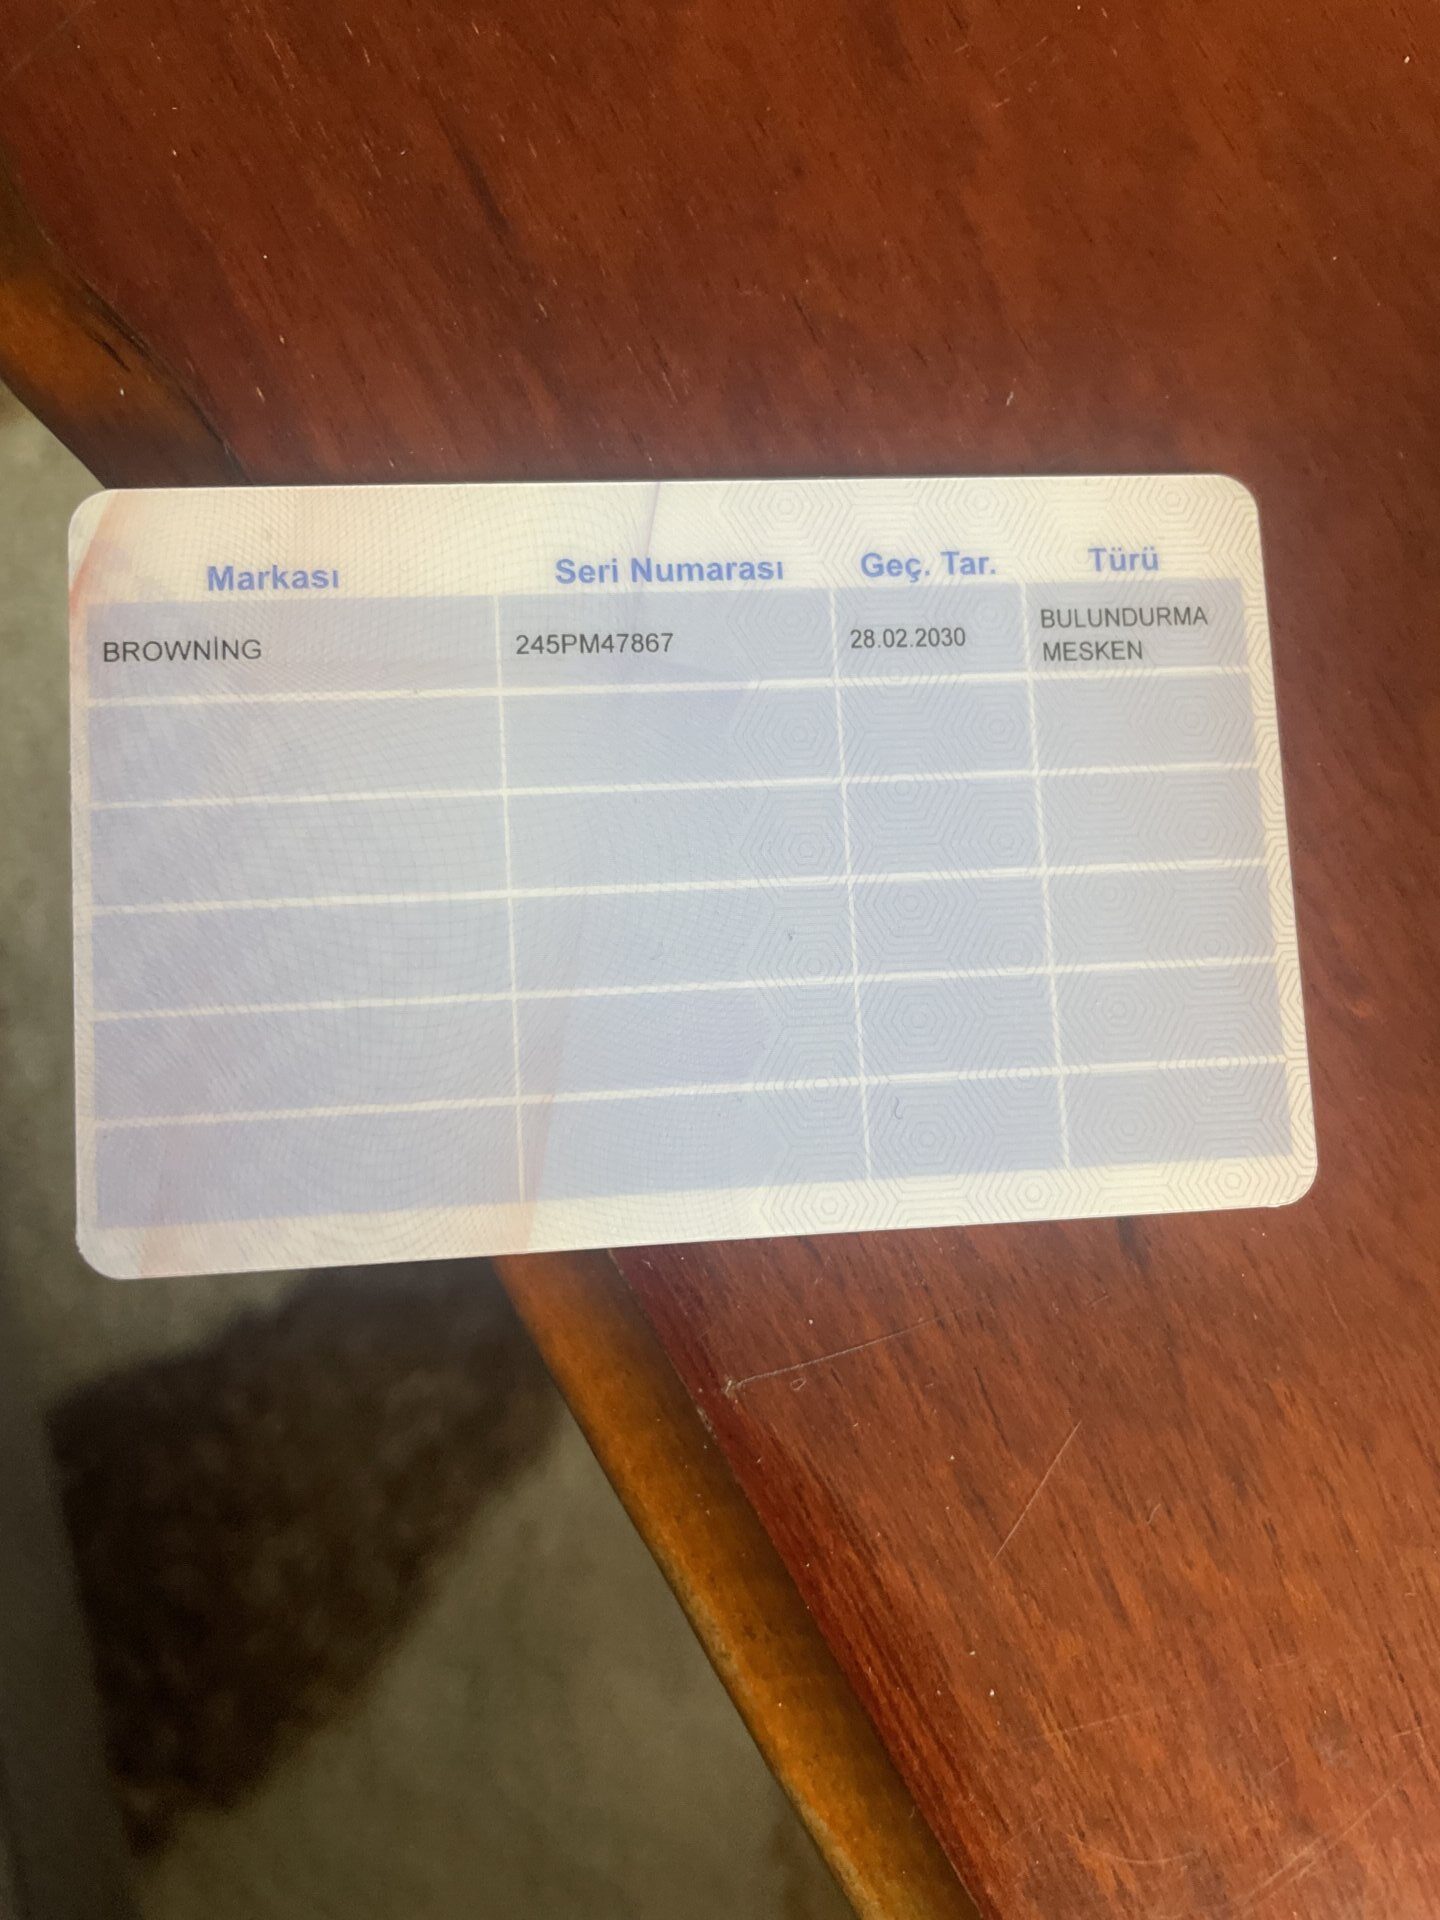 Markası Seri Numarası Geç. Tar. Türü
BROWNİNG 245PM47867 28.02.2030 BULUNDURMA
MESKEN